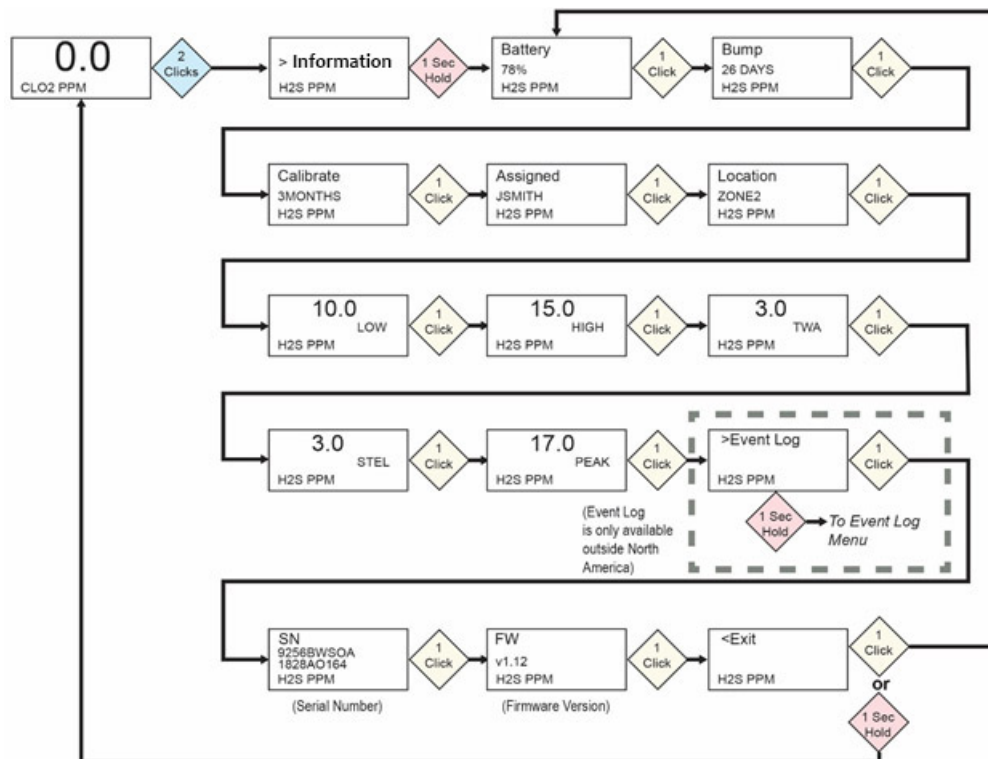 0.0
CLO2 PPM
2
Clicks
> Information
H2S PPM
1 Sec
Hold
Battery
78%
H2S PPM
1
Click
Bump
26 DAYS
H2S PPM
1
Click
Calibrate
3MONTHS
H2S PPM
1
Click
Assigned
JSMITH
H2S PPM
1
Click
Location
ZONE2
H2S PPM
1
Click
10.0
LOW
H2S PPM
1
Click
15.0
HIGH
H2S PPM
1
Click
3.0
TWA
H2S PPM
1
Click
3.0
STEL
H2S PPM
1
Click
17.0
PEAK
H2S PPM
1
Click
(Event Log
is only available
outside North
America)
>Event Log
H2S PPM
1
Click
1 Sec
Hold
To Event Log
Menu
SN
9256BWSOA
1828AO164
H2S PPM
(Serial Number)
1
Click
FW
v1.12
H2S PPM
(Firmware Version)
1
Click
<Exit
H2S PPM
1
Click
or
1 Sec
Hold